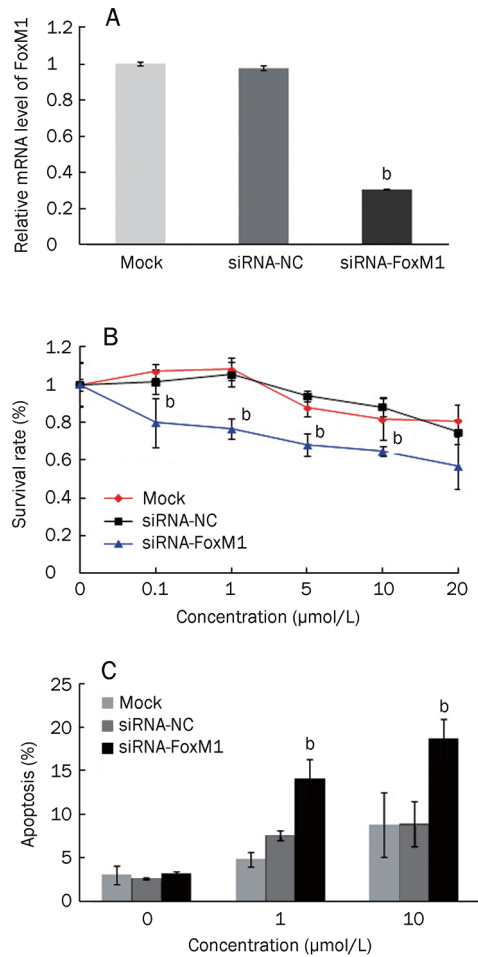 A
Relative mRNA level of FoxM1
1.2
1
0.8
0.6
0.4
0.2
0
b
Mock
siRNA-NC
siRNA-FoxM1
B
Survival rate (%)
1.2
1
0.8
0.6
0.4
0.2
0
b
b
b
b
Mock
siRNA-NC
siRNA-FoxM1
0
0.1
1
5
10
20
Concentration (μmol/L)
C
Apoptosis (%)
25
20
15
10
5
0
Mock
siRNA-NC
siRNA-FoxM1
b
b
0
1
10
Concentration (μmol/L)